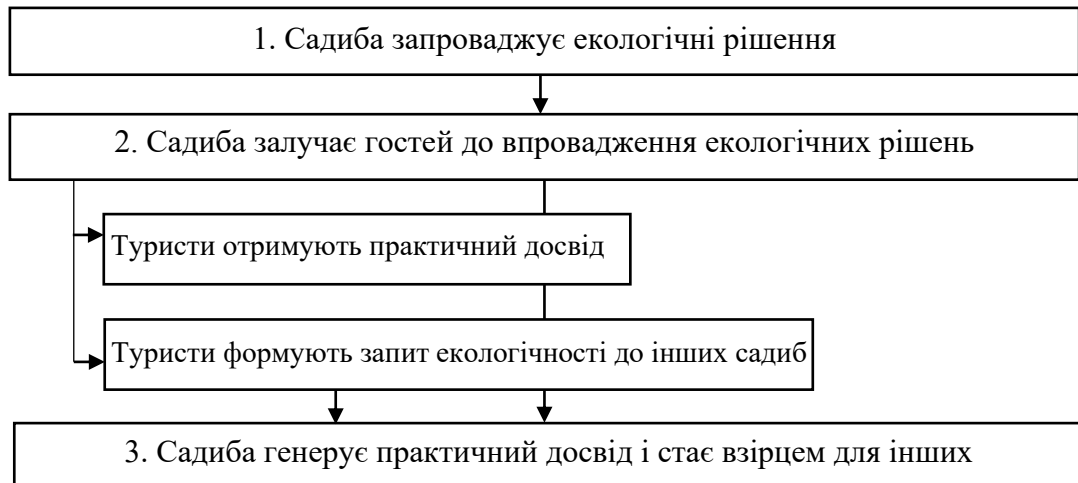 1. Садиба запроваджує екологічні рішення
2. Садиба залучає гостей до впровадження екологічних рішень
Туристи отримують практичний досвід
Туристи формують запит екологічності до інших садиб
3. Садиба генерує практичний досвід і стає взірцем для інших